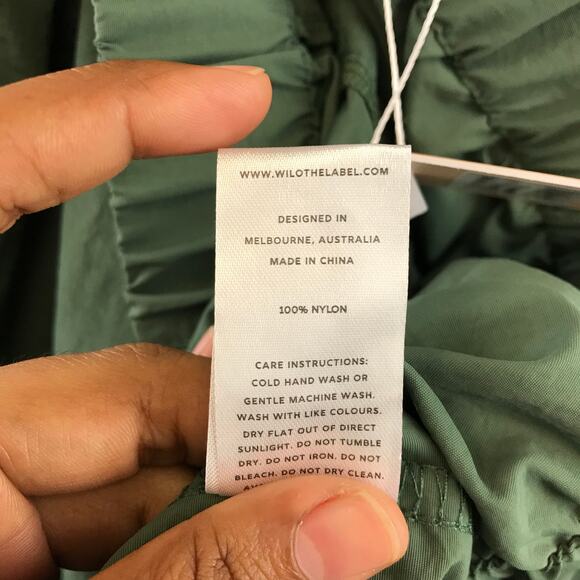 WWW.WILOTHELABEL.COM
DESIGNED IN
MELBOURNE, AUSTRALIA
MADE IN CHINA
100% NYLON
CARE INSTRUCTIONS:
COLD HAND WASH OR
GENTLE MACHINE WASH.
WASH WITH LIKE COLOURS.
DRY FLAT OUT OF DIRECT
SUNLIGHT. DO NOT TUMBLE
DRY. DO NOT IRON. DO NOT
BLEACH. DO NOT DRY CLEAN.